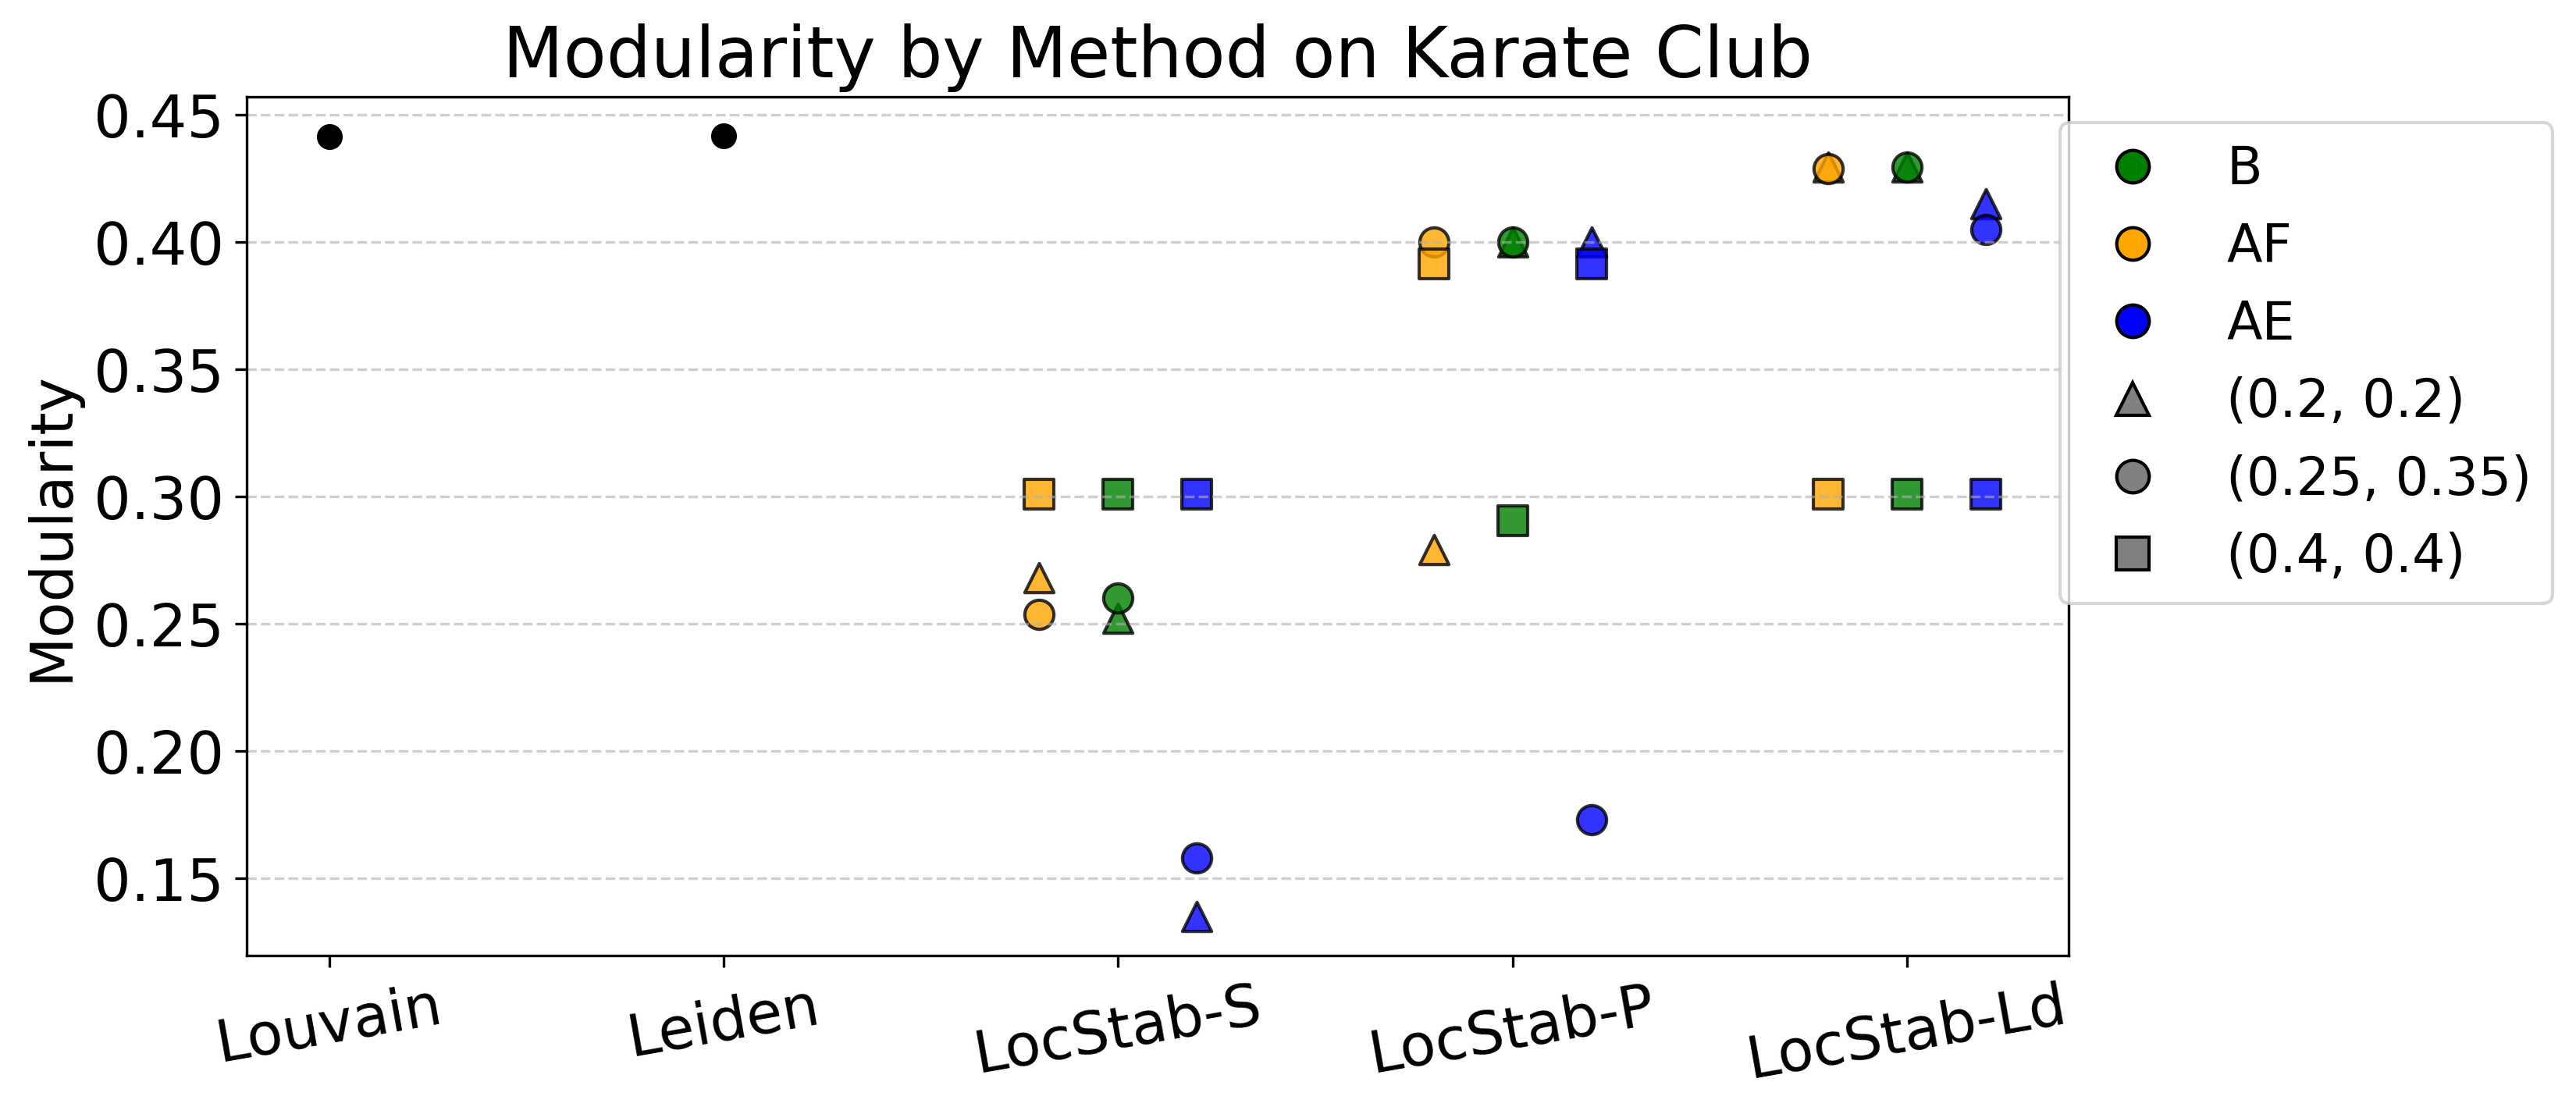 Modularity by Method on Karate Club
Modularity
0.45
0.40
0.35
0.30
0.25
0.20
0.15
Louvain
Leiden
LocStab-S
LocStab-P
LocStab-Ld
B
AF
AE
(0.2, 0.2)
(0.25, 0.35)
(0.4, 0.4)